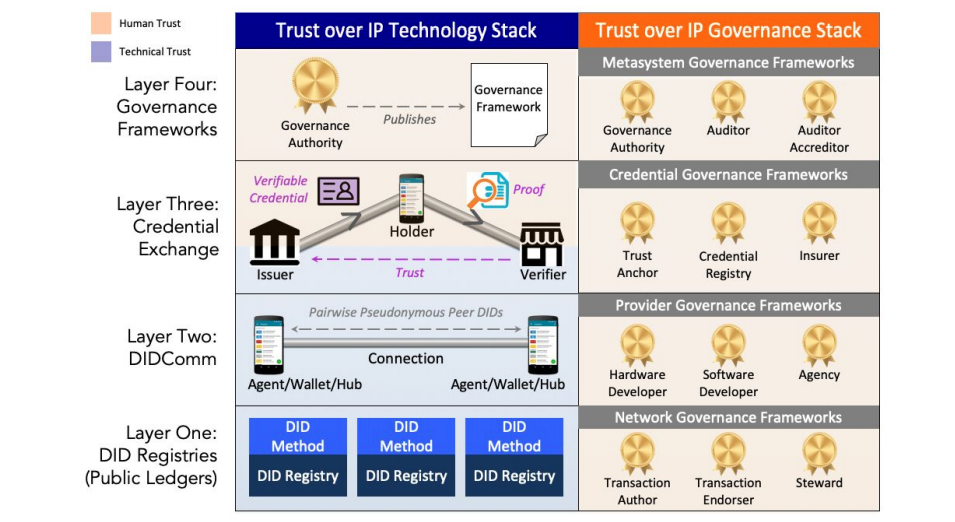 Human Trust
Technical Trust
Trust over IP Technology Stack
Trust over IP Governance Stack
Layer Four:
Governance
Frameworks
Governance
Authority
Publishes
Governance
Framework
Metasystem Governance Frameworks
Governance
Authority
Auditor
Auditor
Accreditor
Layer Three:
Credential
Exchange
Verifiable
Credential
Proof
Holder
Issuer
Trust
Verifier
Credential Governance Frameworks
Trust
Anchor
Credential
Registry
Insurer
Layer Two:
DIDComm
Pairwise Pseudonymous Peer DIDs
Connection
Agent/Wallet/Hub
Agent/Wallet/Hub
Provider Governance Frameworks
Hardware
Developer
Software
Developer
Agency
Layer One:
DID Registries
(Public Ledgers)
DID
Method
DID Registry
DID
Method
DID Registry
DID
Method
DID Registry
Network Governance Frameworks
Transaction
Author
Transaction
Endorser
Steward